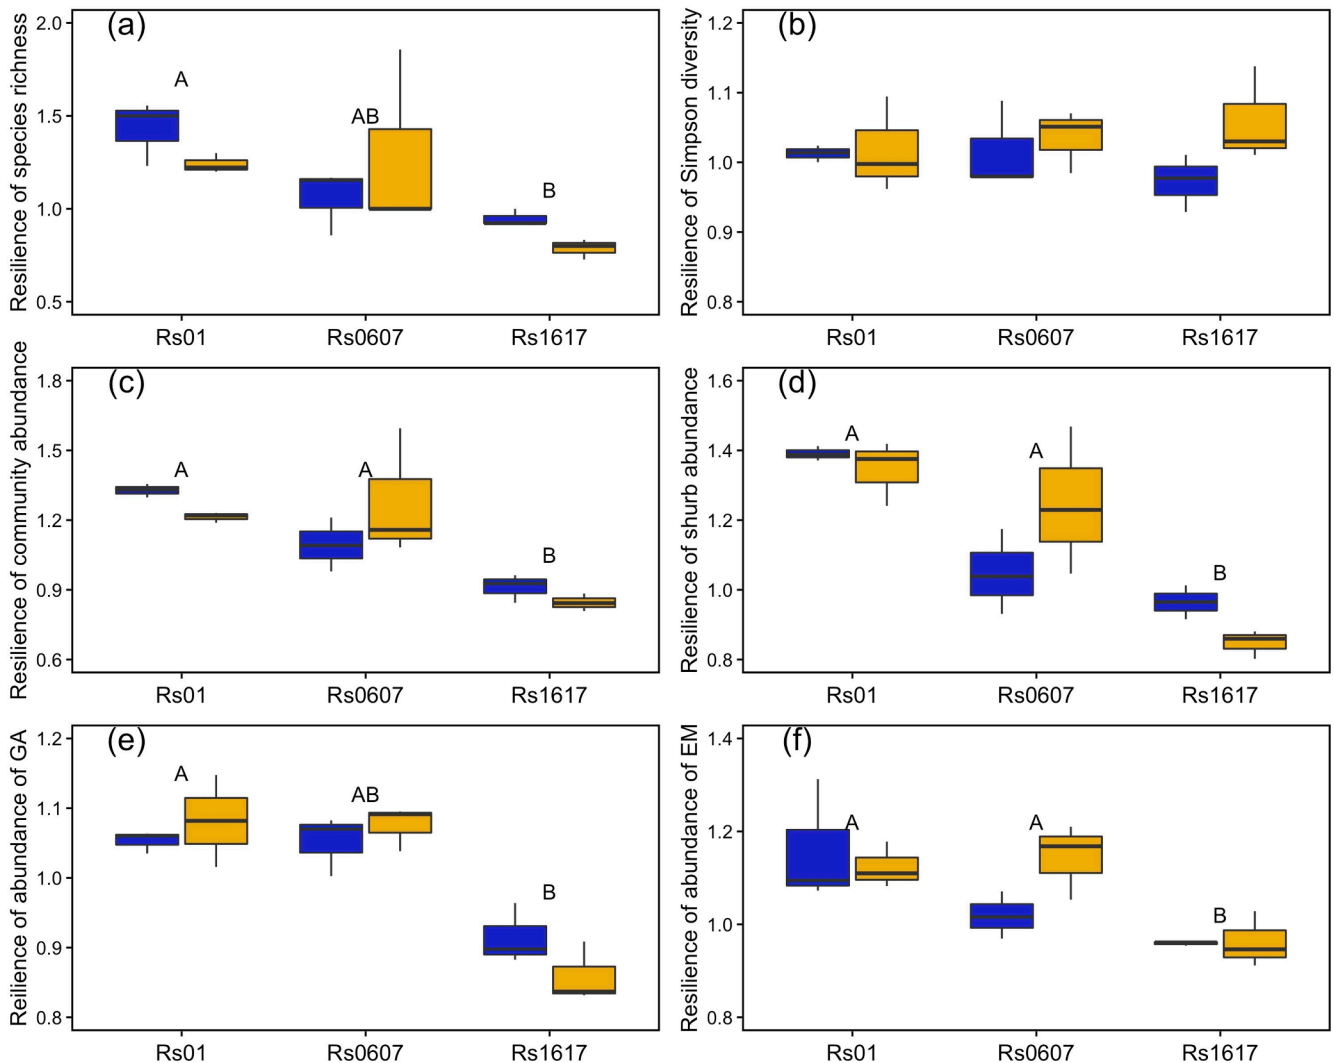 (a)
Resilience of species richness
2.0
1.5
1.0
0.5
A
AB
B
Rs01 Rs0607 Rs1617
(b)
Resilience of Simpson diversity
1.2
1.1
1.0
0.9
0.8
Rs01 Rs0607 Rs1617
(c)
Resilience of community abundance
1.8
1.5
1.2
0.9
0.6
A
A
B
Rs01 Rs0607 Rs1617
(d)
Resilience of shurb abundance
1.6
1.4
1.2
1.0
0.8
A
A
B
Rs01 Rs0607 Rs1617
(e)
Reilience of abundance of GA
1.2
1.1
1.0
0.9
0.8
A
AB
B
Rs01 Rs0607 Rs1617
(f)
Resilience of abundance of EM
1.4
1.2
1.0
0.8
A
A
B
Rs01 Rs0607 Rs1617